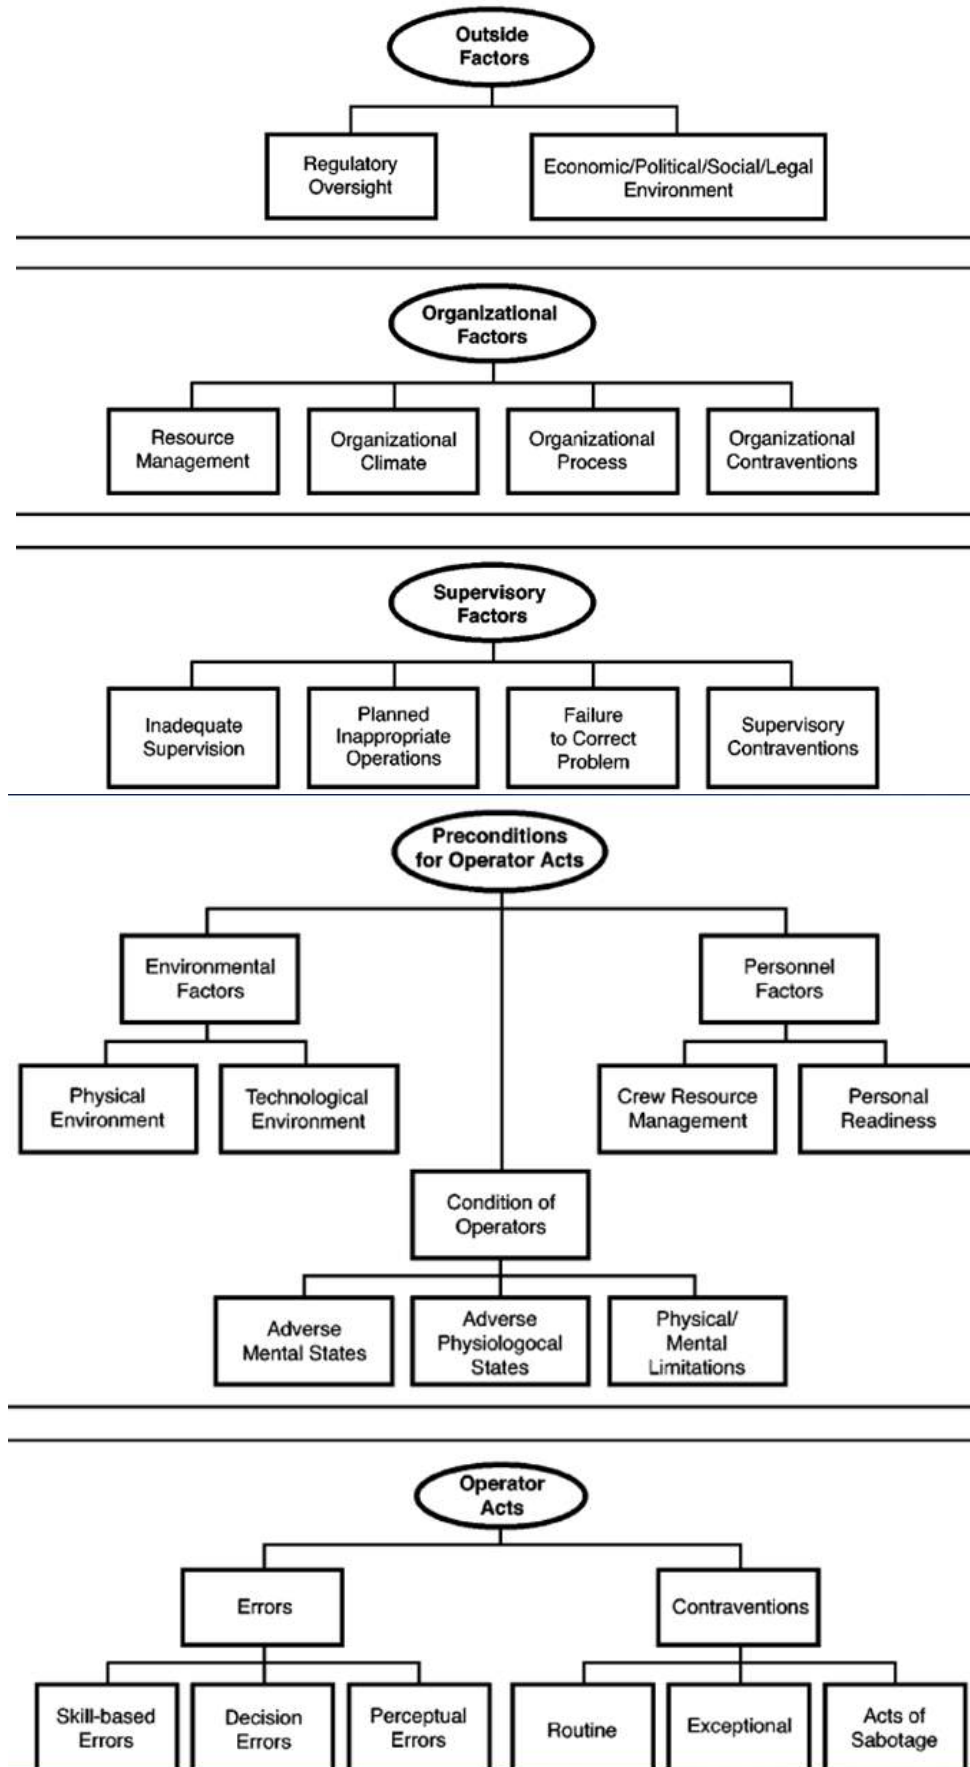 Outside
Factors
Regulatory
Oversight
Economic/Political/Social/Legal
Environment
Organizational
Factors
Resource
Management
Organizational
Climate
Organizational
Process
Organizational
Contraventions
Supervisory
Factors
Inadequate
Supervision
Planned
Inappropriate
Operations
Failure
to Correct
Problem
Supervisory
Contraventions
Preconditions
for Operator Acts
Environmental
Factors
Personnel
Factors
Physical
Environment
Technological
Environment
Crew Resource
Management
Personal
Readiness
Condition of
Operators
Adverse
Mental States
Adverse
Physiologocal
States
Physical/
Mental
Limitations
Operator
Acts
Errors
Contraventions
Skill-based
Errors
Decision
Errors
Perceptual
Errors
Routine
Exceptional
Acts of
Sabotage